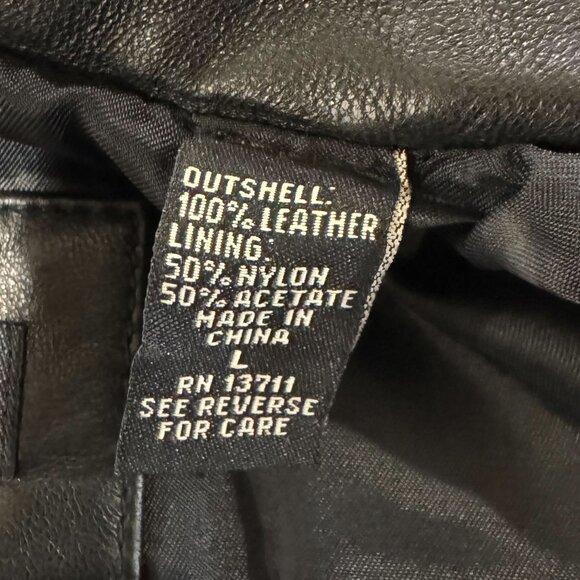 OUTSHELL:
100% LEATHER
LINING:
50% NYLON
50% ACETATE
MADE IN
CHINA
L
RN 13711
SEE REVERSE
FOR CARE